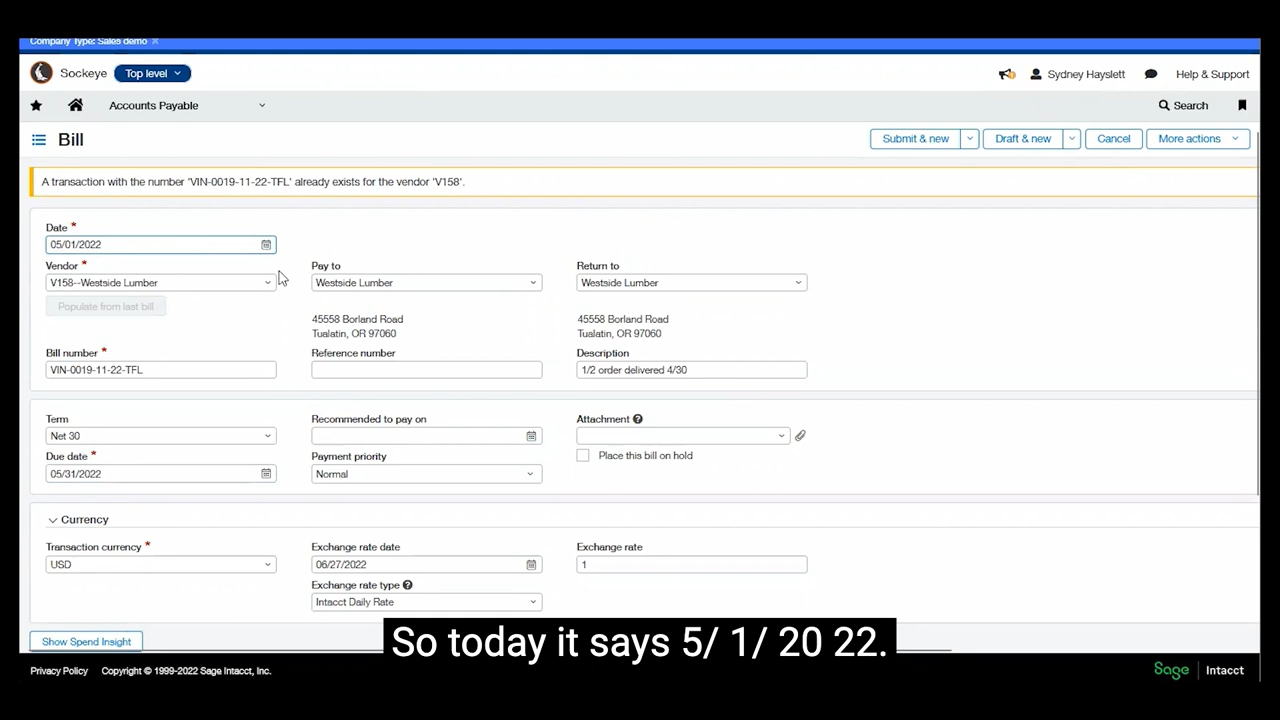 Company Type: Sales demo ×
Sockeye Top level Sydney Hayslett Help & Support
Accounts Payable Search
Bill Submit & new Draft & new Cancel More actions
A transaction with the number 'VIN-0019-11-22-TFL' already exists for the vendor 'V158'.
Date *
05/01/2022
Vendor * Pay to Return to
V158--Westside Lumber Westside Lumber Westside Lumber
Populate from last bill
45558 Borland Road 45558 Borland Road
Tualatin, OR 97060 Tualatin, OR 97060
Bill number * Reference number Description
VIN-0019-11-22-TFL 1/2 order delivered 4/30
Term Recommended to pay on Attachment ?
Net 30
Due date * Payment priority Place this bill on hold
05/31/2022 Normal
Currency
Transaction currency * Exchange rate date Exchange rate
USD 06/27/2022 1
Exchange rate type ?
Intacct Daily Rate
Show Spend Insight
So today it says 5/ 1/ 20 22.
Privacy Policy Copyright © 1999-2022 Sage Intacct, Inc. Sage Intacct